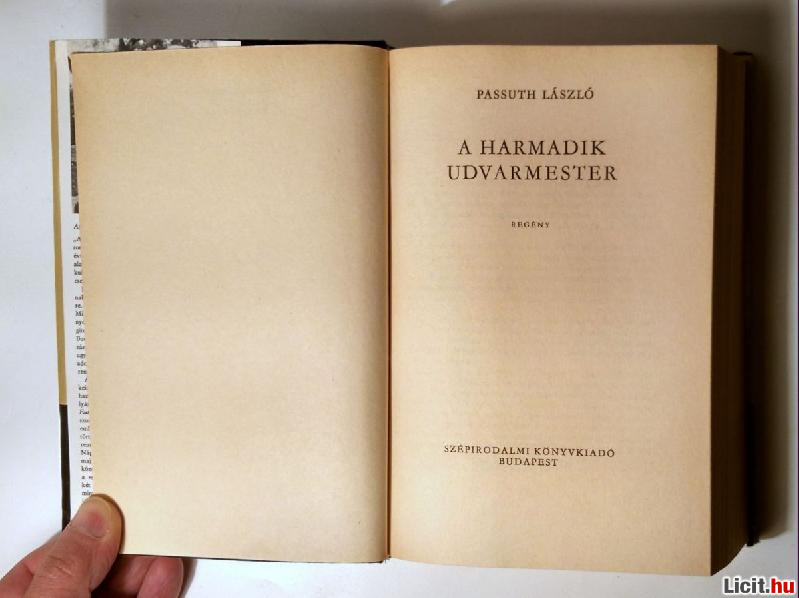 PASSUTH LÁSZLÓ
A HARMADIK
UDVARMESTER
REGÉNY
SZÉPIRODALMI KÖNYVKIADÓ
BUDAPEST
Licit.hu